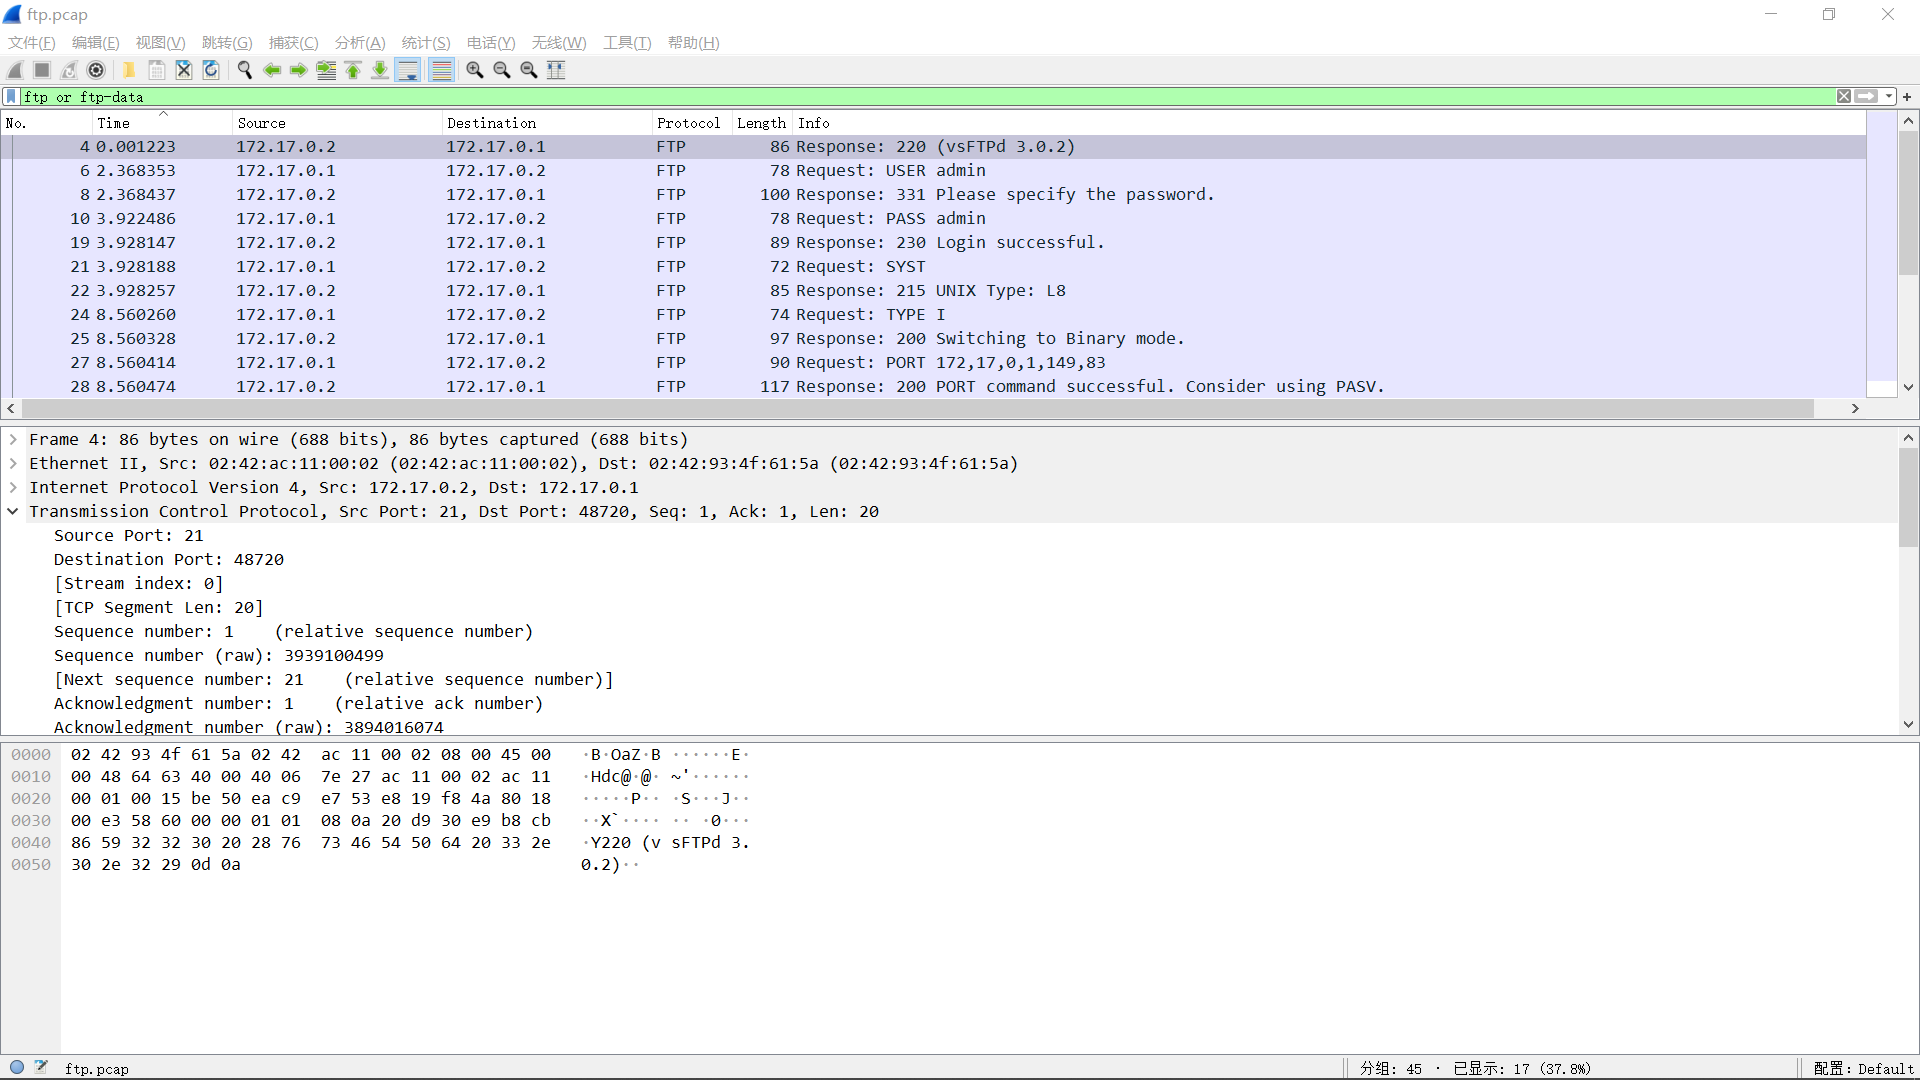 ftp.pcap
文件(F) 编辑(E) 视图(V) 跳转(G) 捕获(C) 分析(A) 统计(S) 电话(Y) 无线(W) 工具(T) 帮助(H)
ftp or ftp-data
No. Time Source Destination Protocol Length Info
4 0.001223 172.17.0.2 172.17.0.1 FTP 86 Response: 220 (vsFTPd 3.0.2)
6 2.368353 172.17.0.1 172.17.0.2 FTP 78 Request: USER admin
8 2.368437 172.17.0.2 172.17.0.1 FTP 100 Response: 331 Please specify the password.
10 3.922486 172.17.0.1 172.17.0.2 FTP 78 Request: PASS admin
19 3.928147 172.17.0.2 172.17.0.1 FTP 89 Response: 230 Login successful.
21 3.928188 172.17.0.1 172.17.0.2 FTP 72 Request: SYST
22 3.928257 172.17.0.2 172.17.0.1 FTP 85 Response: 215 UNIX Type: L8
24 8.560260 172.17.0.1 172.17.0.2 FTP 74 Request: TYPE I
25 8.560328 172.17.0.2 172.17.0.1 FTP 97 Response: 200 Switching to Binary mode.
27 8.560414 172.17.0.1 172.17.0.2 FTP 90 Request: PORT 172,17,0,1,149,83
28 8.560474 172.17.0.2 172.17.0.1 FTP 117 Response: 200 PORT command successful. Consider using PASV.
Frame 4: 86 bytes on wire (688 bits), 86 bytes captured (688 bits)
Ethernet II, Src: 02:42:ac:11:00:02 (02:42:ac:11:00:02), Dst: 02:42:93:4f:61:5a (02:42:93:4f:61:5a)
Internet Protocol Version 4, Src: 172.17.0.2, Dst: 172.17.0.1
Transmission Control Protocol, Src Port: 21, Dst Port: 48720, Seq: 1, Ack: 1, Len: 20
Source Port: 21
Destination Port: 48720
[Stream index: 0]
[TCP Segment Len: 20]
Sequence number: 1 (relative sequence number)
Sequence number (raw): 3939100499
[Next sequence number: 21 (relative sequence number)]
Acknowledgment number: 1 (relative ack number)
Acknowledgment number (raw): 3894016074
0000 02 42 93 4f 61 5a 02 42 ac 11 00 02 08 00 45 00 ·B·OaZ·B ······E·
0010 00 48 64 63 40 00 40 06 7e 27 ac 11 00 02 ac 11 ·Hdc@·@· ~'······
0020 00 01 00 15 be 50 ea c9 e7 53 e8 19 f8 4a 80 18 ·····P·· ·S···J··
0030 00 e3 58 60 00 00 01 01 08 0a 20 d9 30 e9 b8 cb ··X`···· ·· ·0···
0040 86 59 32 32 30 20 28 76 73 46 54 50 64 20 33 2e ·Y220 (v sFTPd 3.
0050 30 2e 32 29 0d 0a 0.2)··
ftp.pcap 分组: 45 · 已显示: 17 (37.8%) 配置: Default